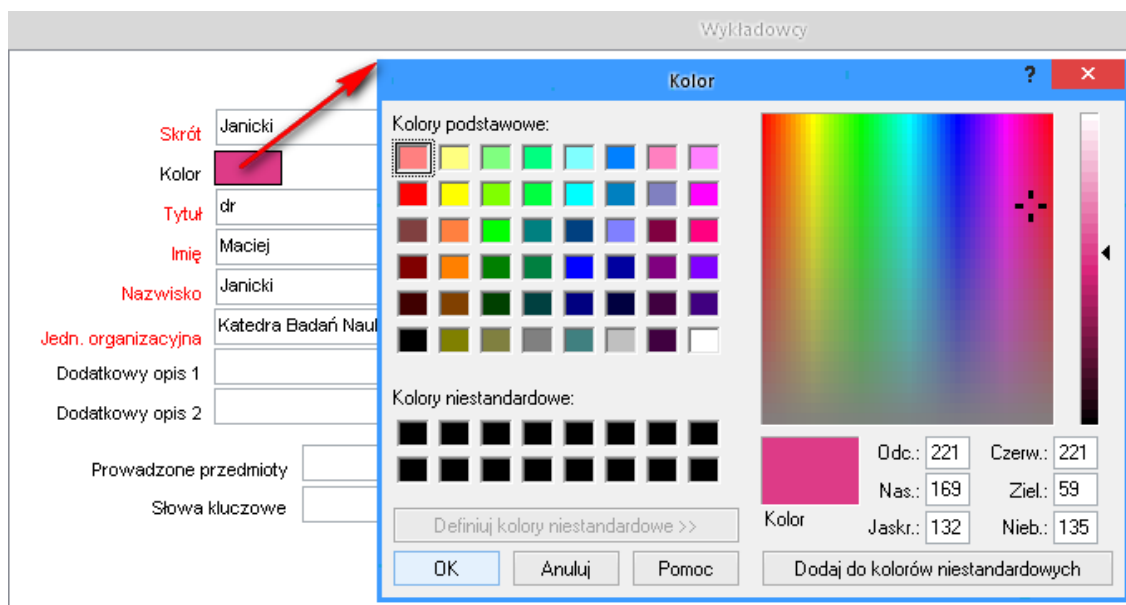 Wykładowcy
Kolor ?
Skrót Janicki
Kolor
Tytuł dr
Imię Maciej
Nazwisko Janicki
Jedn. organizacyjna Katedra Badań
Dodatkowy opis 1
Dodatkowy opis 2
Prowadzone przedmioty
Słowa kluczowe
Kolory podstawowe:
Kolory niestandardowe:
Definiuj kolory niestandardowe >>
OK Anuluj Pomoc
Kolor
Odc.: 221 Czerw.: 221
Nas.: 169 Ziel.: 59
Jaskr.: 132 Nieb.: 135
Dodaj do kolorów niestandardowych